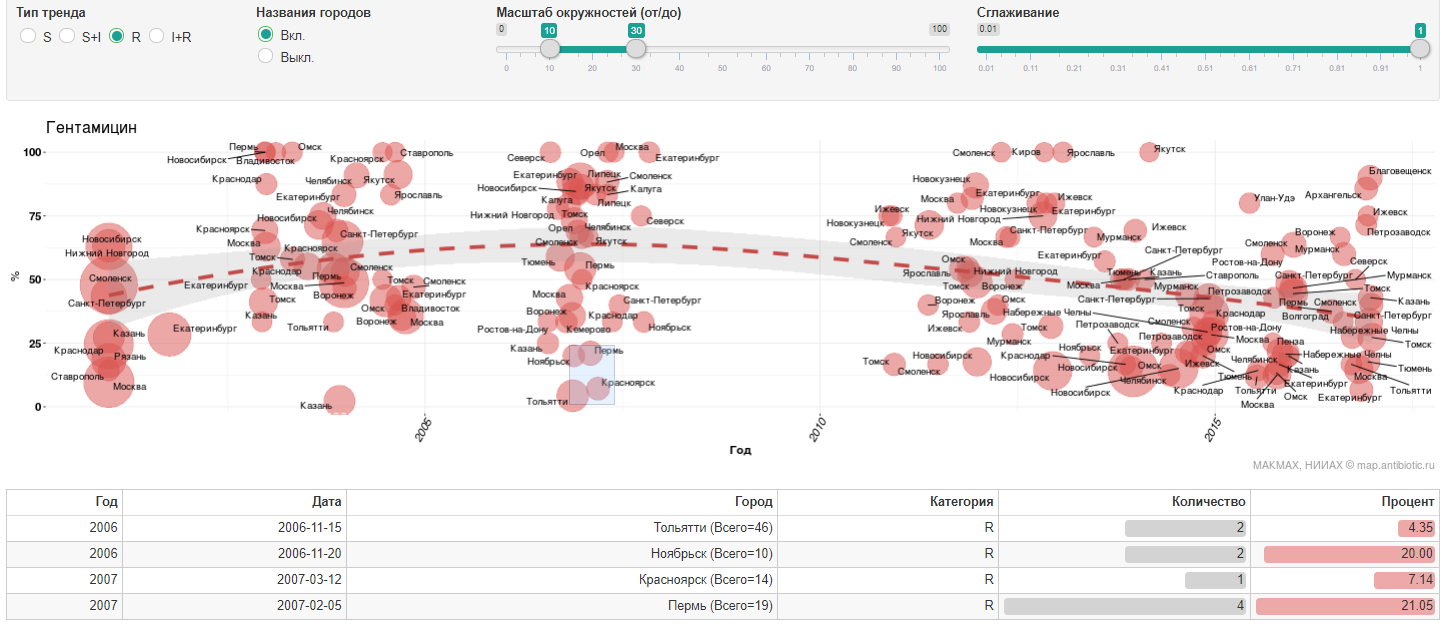 Тип тренда
S S+I R I+R
Названия городов
Вкл.
Выкл.
Масштаб окружностей (от/до)
0 10 30 100
0 10 20 30 40 50 60 70 80 90 100
Сглаживание
0.01 1
0.01 0.11 0.21 0.31 0.41 0.51 0.61 0.71 0.81 0.91 1
Гентамицин
100
75
50
25
0
%
Новосибирск
Пермь
Владивосток
Омск
Краснодар
Красноярск
Ставрополь
Челябинск
Якутск
Екатеринбург
Ярославль
Челябинск
Новосибирск
Красноярск
Санкт-Петербург
Москва
Красноярск
Томск
Краснодар
Пермь
Смоленск
Екатеринбург
Москва
Воронеж
Томск
Смоленск
Екатеринбург
Омск
Владивосток
Томск
Казань
Тольятти
Воронеж
Москва
Новосибирск
Нижний Новгород
Смоленск
Санкт-Петербург
Казань
Екатеринбург
Краснодар
Рязань
Ставрополь
Москва
Казань
Северск
Орел
Москва
Екатеринбург
Екатеринбург
Липецк
Смоленск
Новосибирск
Якутск
Калуга
Калуга
Липецк
Нижний Новгород
Томск
Северск
Орел
Челябинск
Смоленск
Якутск
Тюмень
Пермь
Красноярск
Москва
Санкт-Петербург
Воронеж
Ростов-на-Дону
Кемерово
Ноябрьск
Казань
Ноябрьск
Пермь
Красноярск
Тольятти
Смоленск
Киров
Ярославль
Якутск
Новокузнецк
Москва
Екатеринбург
Ижевск
Ижевск
Новокузнецк
Екатеринбург
Новокузнецк
Нижний Новгород
Якутск
Санкт-Петербург
Смоленск
Москва
Мурманск
Ижевск
Омск
Екатеринбург
Санкт-Петербург
Ярославль
Нижний Новгород
Тюмень
Казань
Ставрополь
Томск
Воронеж
Москва
Мурманск
Воронеж
Омск
Санкт-Петербург
Петрозаводск
Ярославль
Набережные Челны
Томск
Ижевск
Томск
Петрозаводск
Смоленск
Ростов-на-Дону
Мурманск
Петрозаводск
Москва
Ноябрьск
Екатеринбург
Омск
Томск
Новосибирск
Краснодар
Смоленск
Новосибирск
Новосибирск
Омск
Ижевск
Новосибирск
Челябинск
Краснодар
Улан-Удэ
Благовещенск
Архангельск
Ижевск
Воронеж
Петрозаводск
Смоленск
Мурманск
Ростов-на-Дону
Северск
Санкт-Петербург
Мурманск
Томск
Пермь
Смоленск
Казань
Волгоград
Санкт-Петербург
Набережные Челны
Пенза
Томск
Набережные Челны
Челябинск
Казань
Тюмень
Тюмень
Москва
Екатеринбург
Тольятти
Тольятти
Омск
Екатеринбург
Москва
2005
2010
2015
Год
МАКМАХ, НИИАХ © map.antibiotic.ru
Год Дата Город Категория Количество Процент
2006 2006-11-15 Тольятти (Всего=46) R 2 4.35
2006 2006-11-20 Ноябрьск (Всего=10) R 2 20.00
2007 2007-03-12 Красноярск (Всего=14) R 1 7.14
2007 2007-02-05 Пермь (Всего=19) R 4 21.05